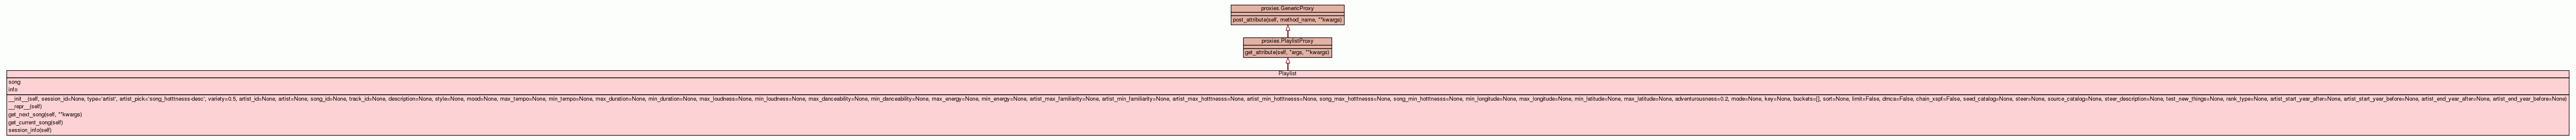 proxies.GenericProxy
post_attribute(self, method_name, **kwargs)
proxies.PlaylistProxy
get_attribute(self, *args, **kwargs)
Playlist
song
info
__init__(self, session_id=None, type='artist', artist_pick='song_hotttnesss-desc', variety=0.5, artist_id=None, artist=None, song_id=None, track_id=None, description=None, style=None, mood=None, max_tempo=None, min_tempo=None, max_duration=None, min_duration=None, max_loudness=None, min_loudness=None, max_danceability=None, min_danceability=None, max_energy=None, min_energy=None, artist_max_familiarity=None, artist_min_familiarity=None, artist_max_hotttnesss=None, artist_min_hotttnesss=None, song_max_hotttnesss=None, song_min_hotttnesss=None, min_longitude=None, max_longitude=None, min_latitude=None, max_latitude=None, adventurousness=0.2, mode=None, key=None, buckets=[], sort=None, limit=False, dmca=False, chain_xspf=False, seed_catalog=None, steer=None, source_catalog=None, steer_description=None, test_new_things=None, rank_type=None, artist_start_year_after=None, artist_start_year_before=None, artist_end_year_after=None, artist_end_year_before=None)
__repr__(self)
get_next_song(self, **kwargs)
get_current_song(self)
session_info(self)